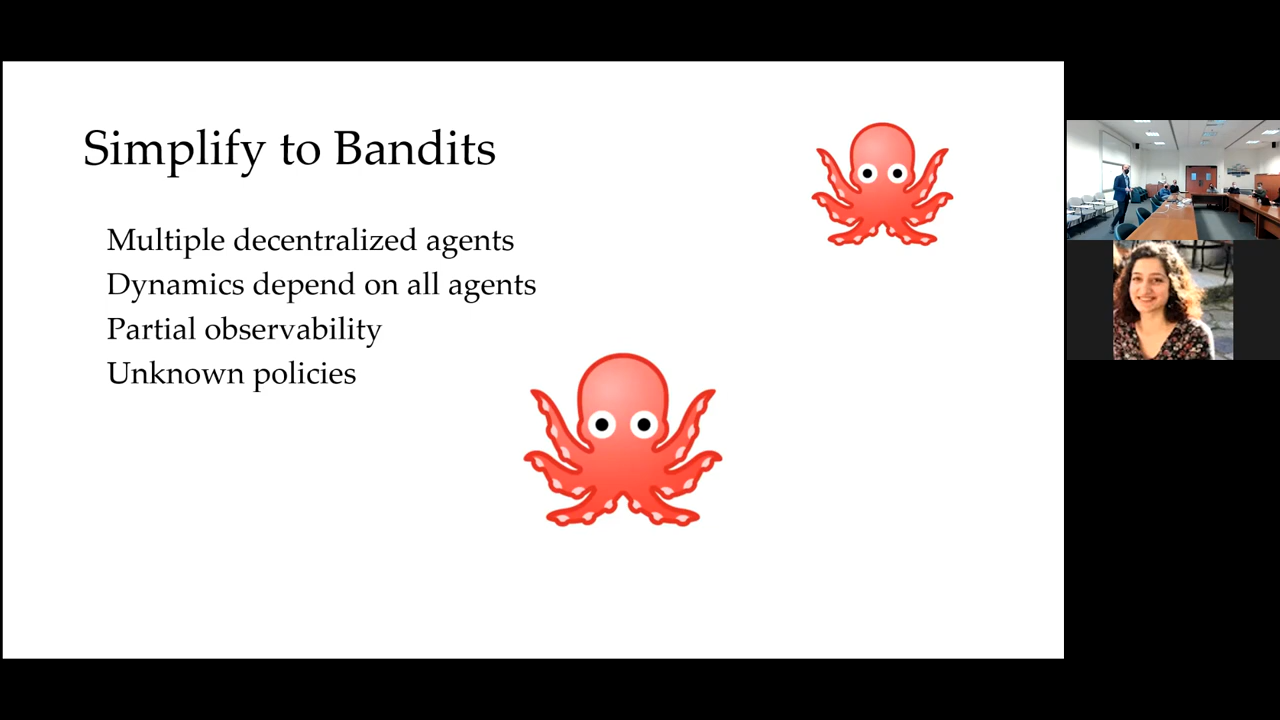 Simplify to Bandits
Multiple decentralized agents
Dynamics depend on all agents
Partial observability
Unknown policies